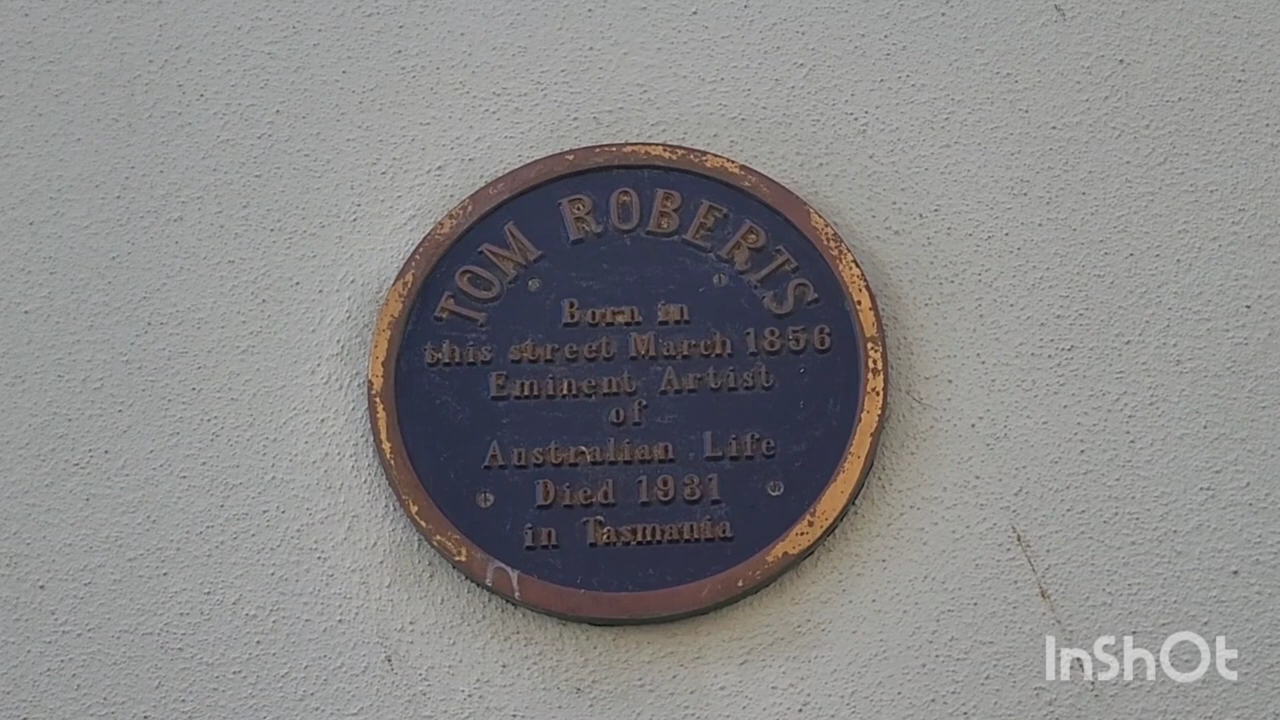 TOM ROBERTS
Born in
this street March 1856
Eminent Artist
of
Australian Life
Died 1931
in Tasmania
InShOt